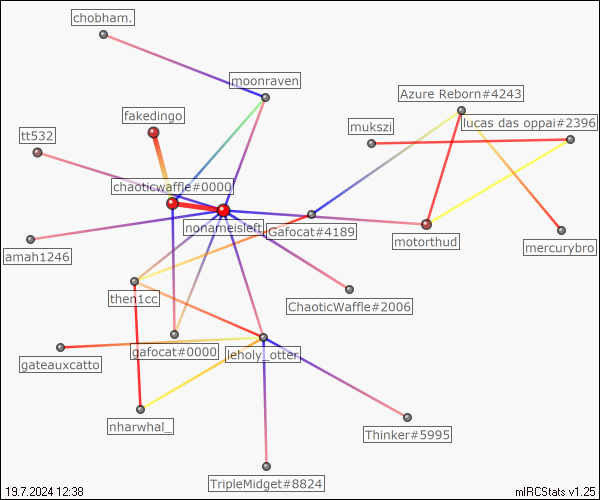 chobham.
moonraven
Azure Reborn#4243
fakedingo
lucas das oppai#2396
mukszi
tt532
chaoticwaffle#0000
nonameisleft
Gafocat#4189
motorthud
mercurybro
amah1246
then1cc
ChaoticWaffle#2006
gafocat#0000
leholy_otter
gateauxcatto
nharwhal_
Thinker#5995
TripleMidget#8824
19.7.2024 12:38
mIRCStats v1.25